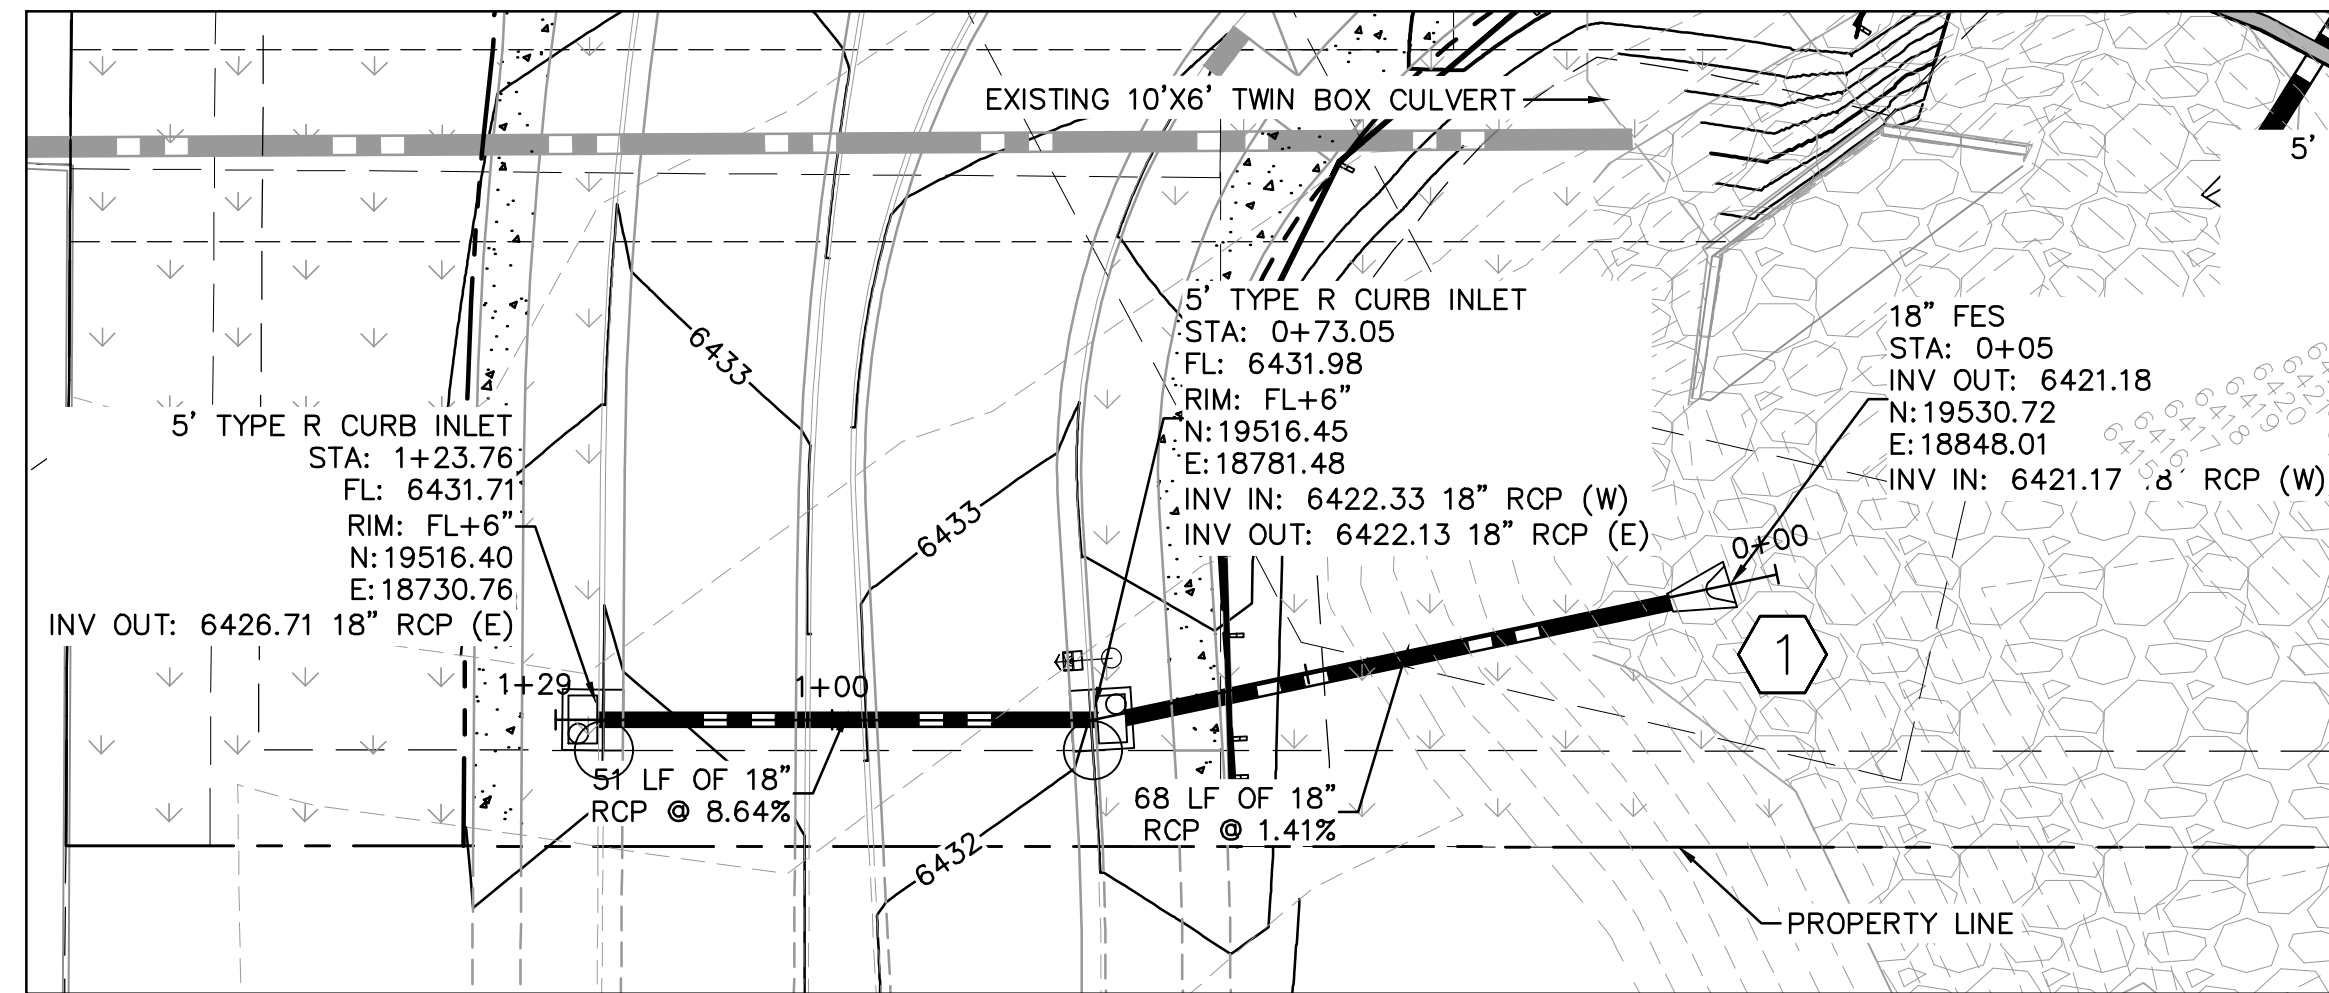 EXISTING 10'X6' TWIN BOX CULVERT
5'
6433
5' TYPE R CURB INLET
STA: 0+73.05
FL: 6431.98
RIM: FL+6"
N:19516.45
E:18781.48
INV IN: 6422.33 18" RCP (W)
INV OUT: 6422.13 18" RCP (E)
18" FES
STA: 0+05
INV OUT: 6421.18
N:19530.72
E:18848.01
INV IN: 6421.17 18" RCP (W)
5' TYPE R CURB INLET
STA: 1+23.76
FL: 6431.71
RIM: FL+6"
N:19516.40
E:18730.76
INV OUT: 6426.71 18" RCP (E)
6433
0+00
1
1+29
1+00
51 LF OF 18"
RCP @ 8.64%
68 LF OF 18"
RCP @ 1.41%
6432
PROPERTY LINE